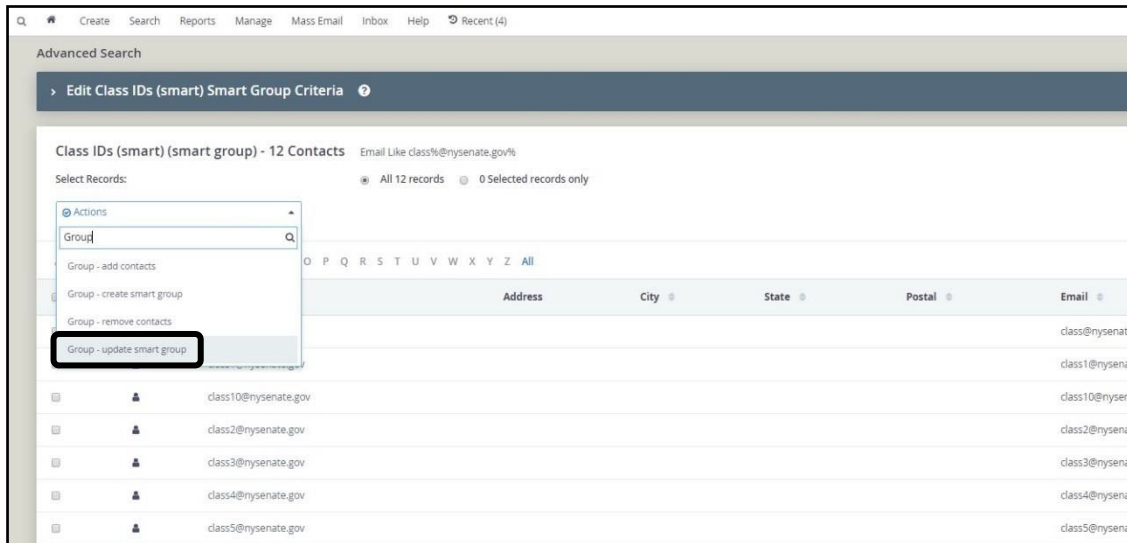 Create Search Reports Manage Mass Email Inbox Help Recent (4)
Advanced Search
› Edit Class IDs (smart) Smart Group Criteria ?
Class IDs (smart) (smart group) - 12 Contacts Email Like class%@nysenate.gov%
Select Records: All 12 records 0 Selected records only
Actions
Group
O P Q R S T U V W X Y Z All
Group - add contacts
Group - create smart group
Address City State Postal Email
Group - remove contacts
class@nysenat
Group - update smart group
class1@nysena
class10@nysenate.gov class10@nyser
class2@nysenate.gov class2@nysena
class3@nysenate.gov class3@nysena
class4@nysenate.gov class4@nysena
class5@nysenate.gov class5@nysena